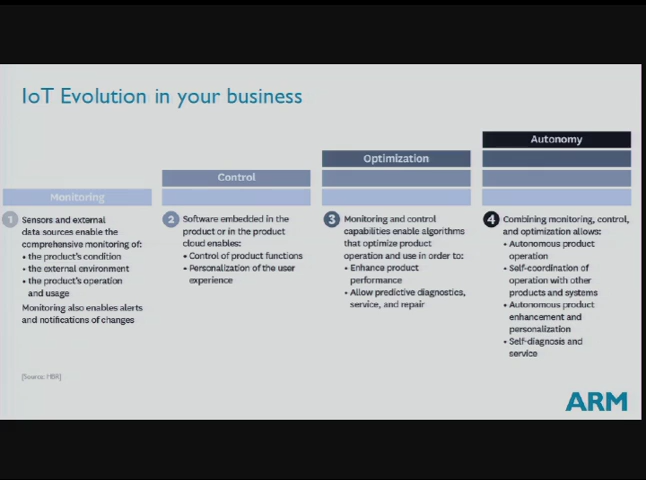 IoT Evolution in your business
Monitoring
Control
Optimization
Autonomy
1
Sensors and external
data sources enable the
comprehensive monitoring of:
• the product's condition
• the external environment
• the product's operation
and usage
Monitoring also enables alerts
and notifications of changes
2
Software embedded in the
product or in the product
cloud enables:
• Control of product functions
• Personalization of the user
experience
3
Monitoring and control
capabilities enable algorithms
that optimize product
operation and use in order to:
• Enhance product
performance
• Allow predictive diagnostics,
service, and repair
4
Combining monitoring, control,
and optimization allows:
• Autonomous product
operation
• Self-coordination of
operation with other
products and systems
• Autonomous product
enhancement and
personalization
• Self-diagnosis and
service
[Source: HBR]
ARM